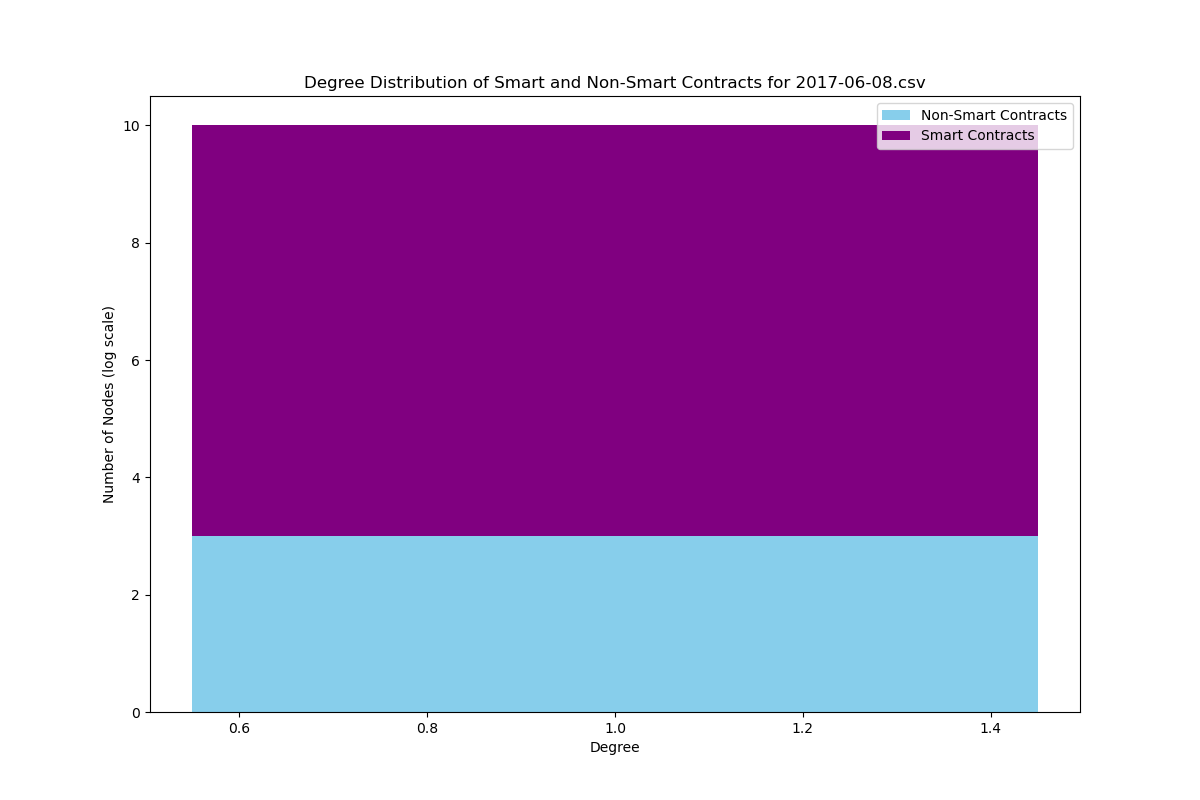 Degree Distribution of Smart and Non-Smart Contracts for 2017-06-08.csv
Non-Smart Contracts
Smart Contracts
10
8
6
4
2
0
Number of Nodes (log scale)
0.6 0.8 1.0 1.2 1.4
Degree